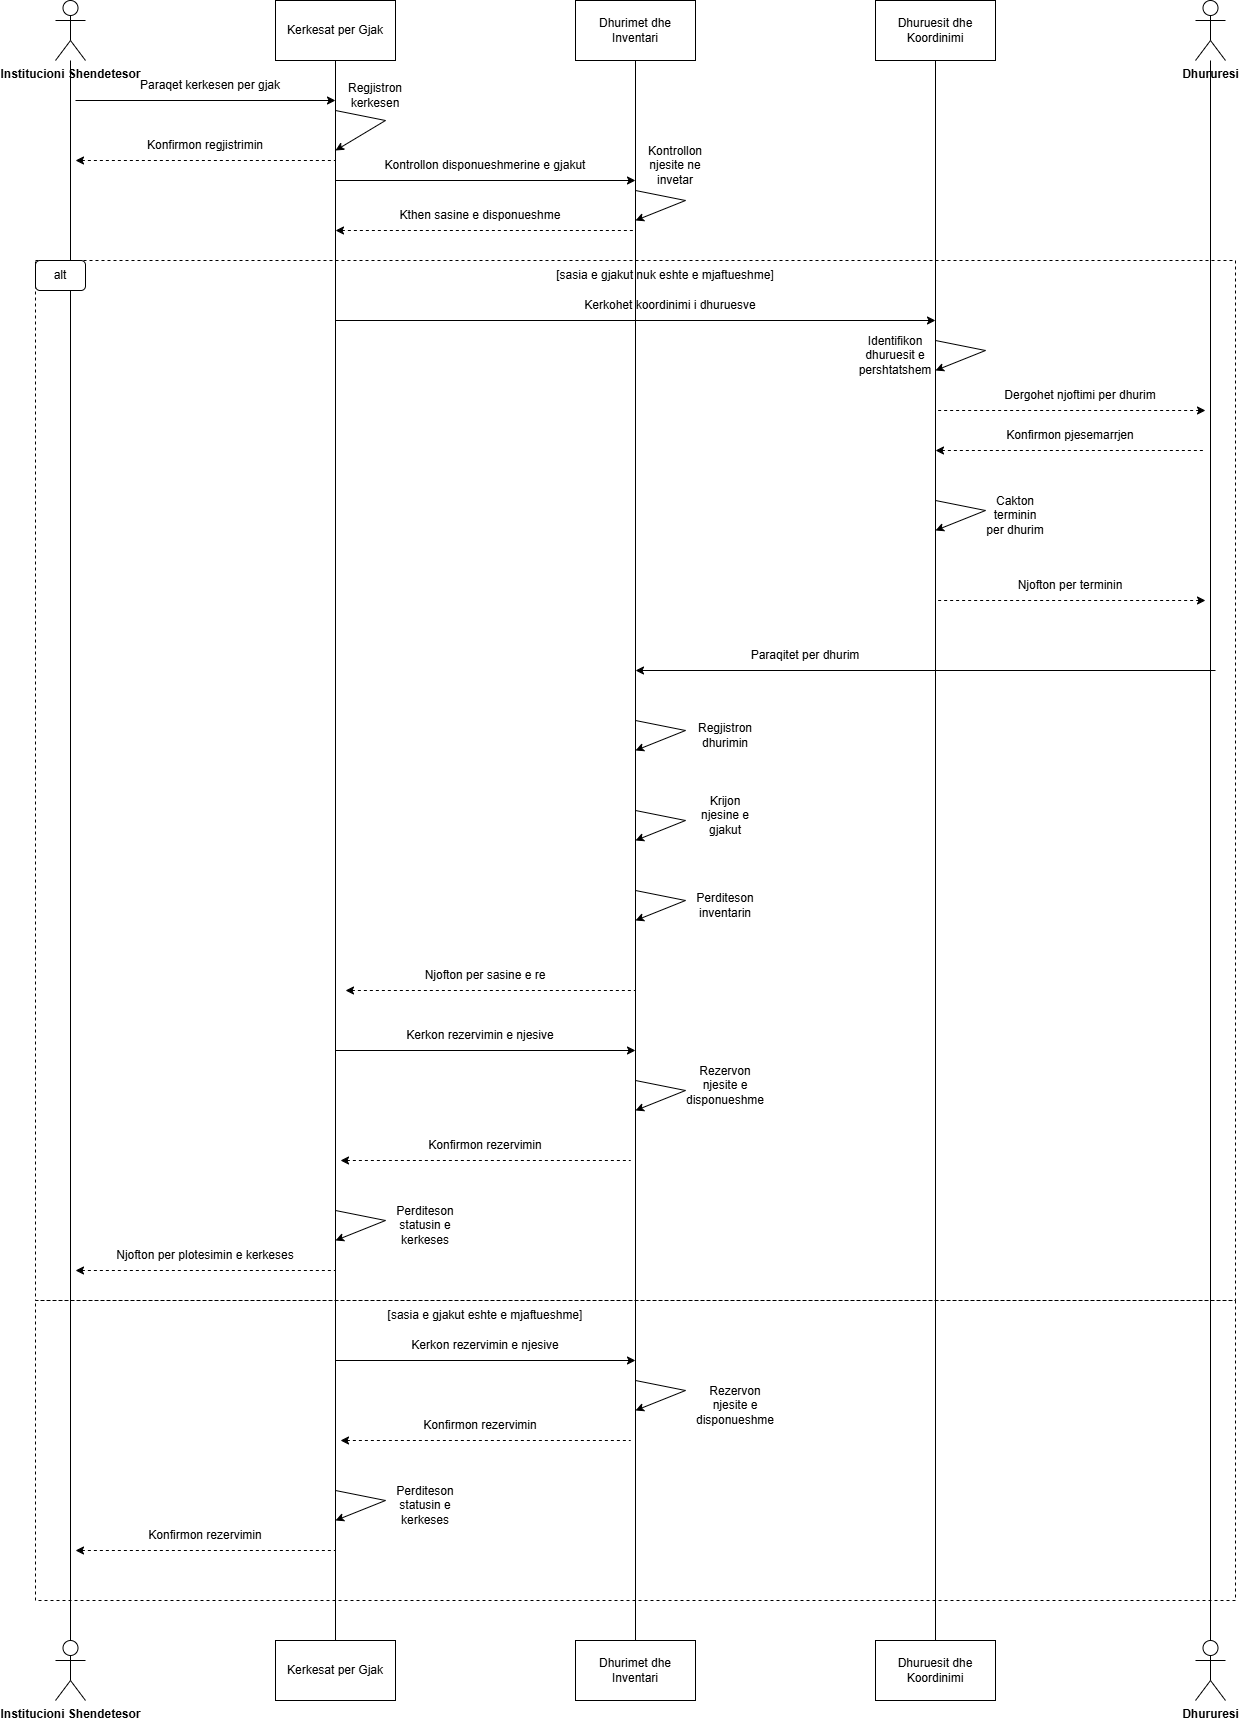 Kerkesat per Gjak
Dhurimet dhe
Inventari
Dhuruesit dhe
Koordinimi
Institucioni Shendetesor
Dhururesi
Paraqet kerkesen per gjak
Regjistron
kerkesen
Konfirmon regjistrimin
Kontrollon disponueshmerine e gjakut
Kontrollon
njesite ne
invetar
Kthen sasine e disponueshme
alt
[sasia e gjakut nuk eshte e mjaftueshme]
Kerkohet koordinimi i dhuruesve
Identifikon
dhuruesit e
pershtatshem
Dergohet njoftimi per dhurim
Konfirmon pjesemarrjen
Cakton
terminin
per dhurim
Njofton per terminin
Paraqitet per dhurim
Regjistron
dhurimin
Krijon
njesine e
gjakut
Perditeson
inventarin
Njofton per sasine e re
Kerkon rezervimin e njesive
Rezervon
njesite e
disponueshme
Konfirmon rezervimin
Perditeson
statusin e
kerkeses
Njofton per plotesimin e kerkeses
[sasia e gjakut eshte e mjaftueshme]
Kerkon rezervimin e njesive
Rezervon
njesite e
disponueshme
Konfirmon rezervimin
Perditeson
statusin e
kerkeses
Konfirmon rezervimin
Kerkesat per Gjak
Dhurimet dhe
Inventari
Dhuruesit dhe
Koordinimi
Institucioni Shendetesor
Dhururesi